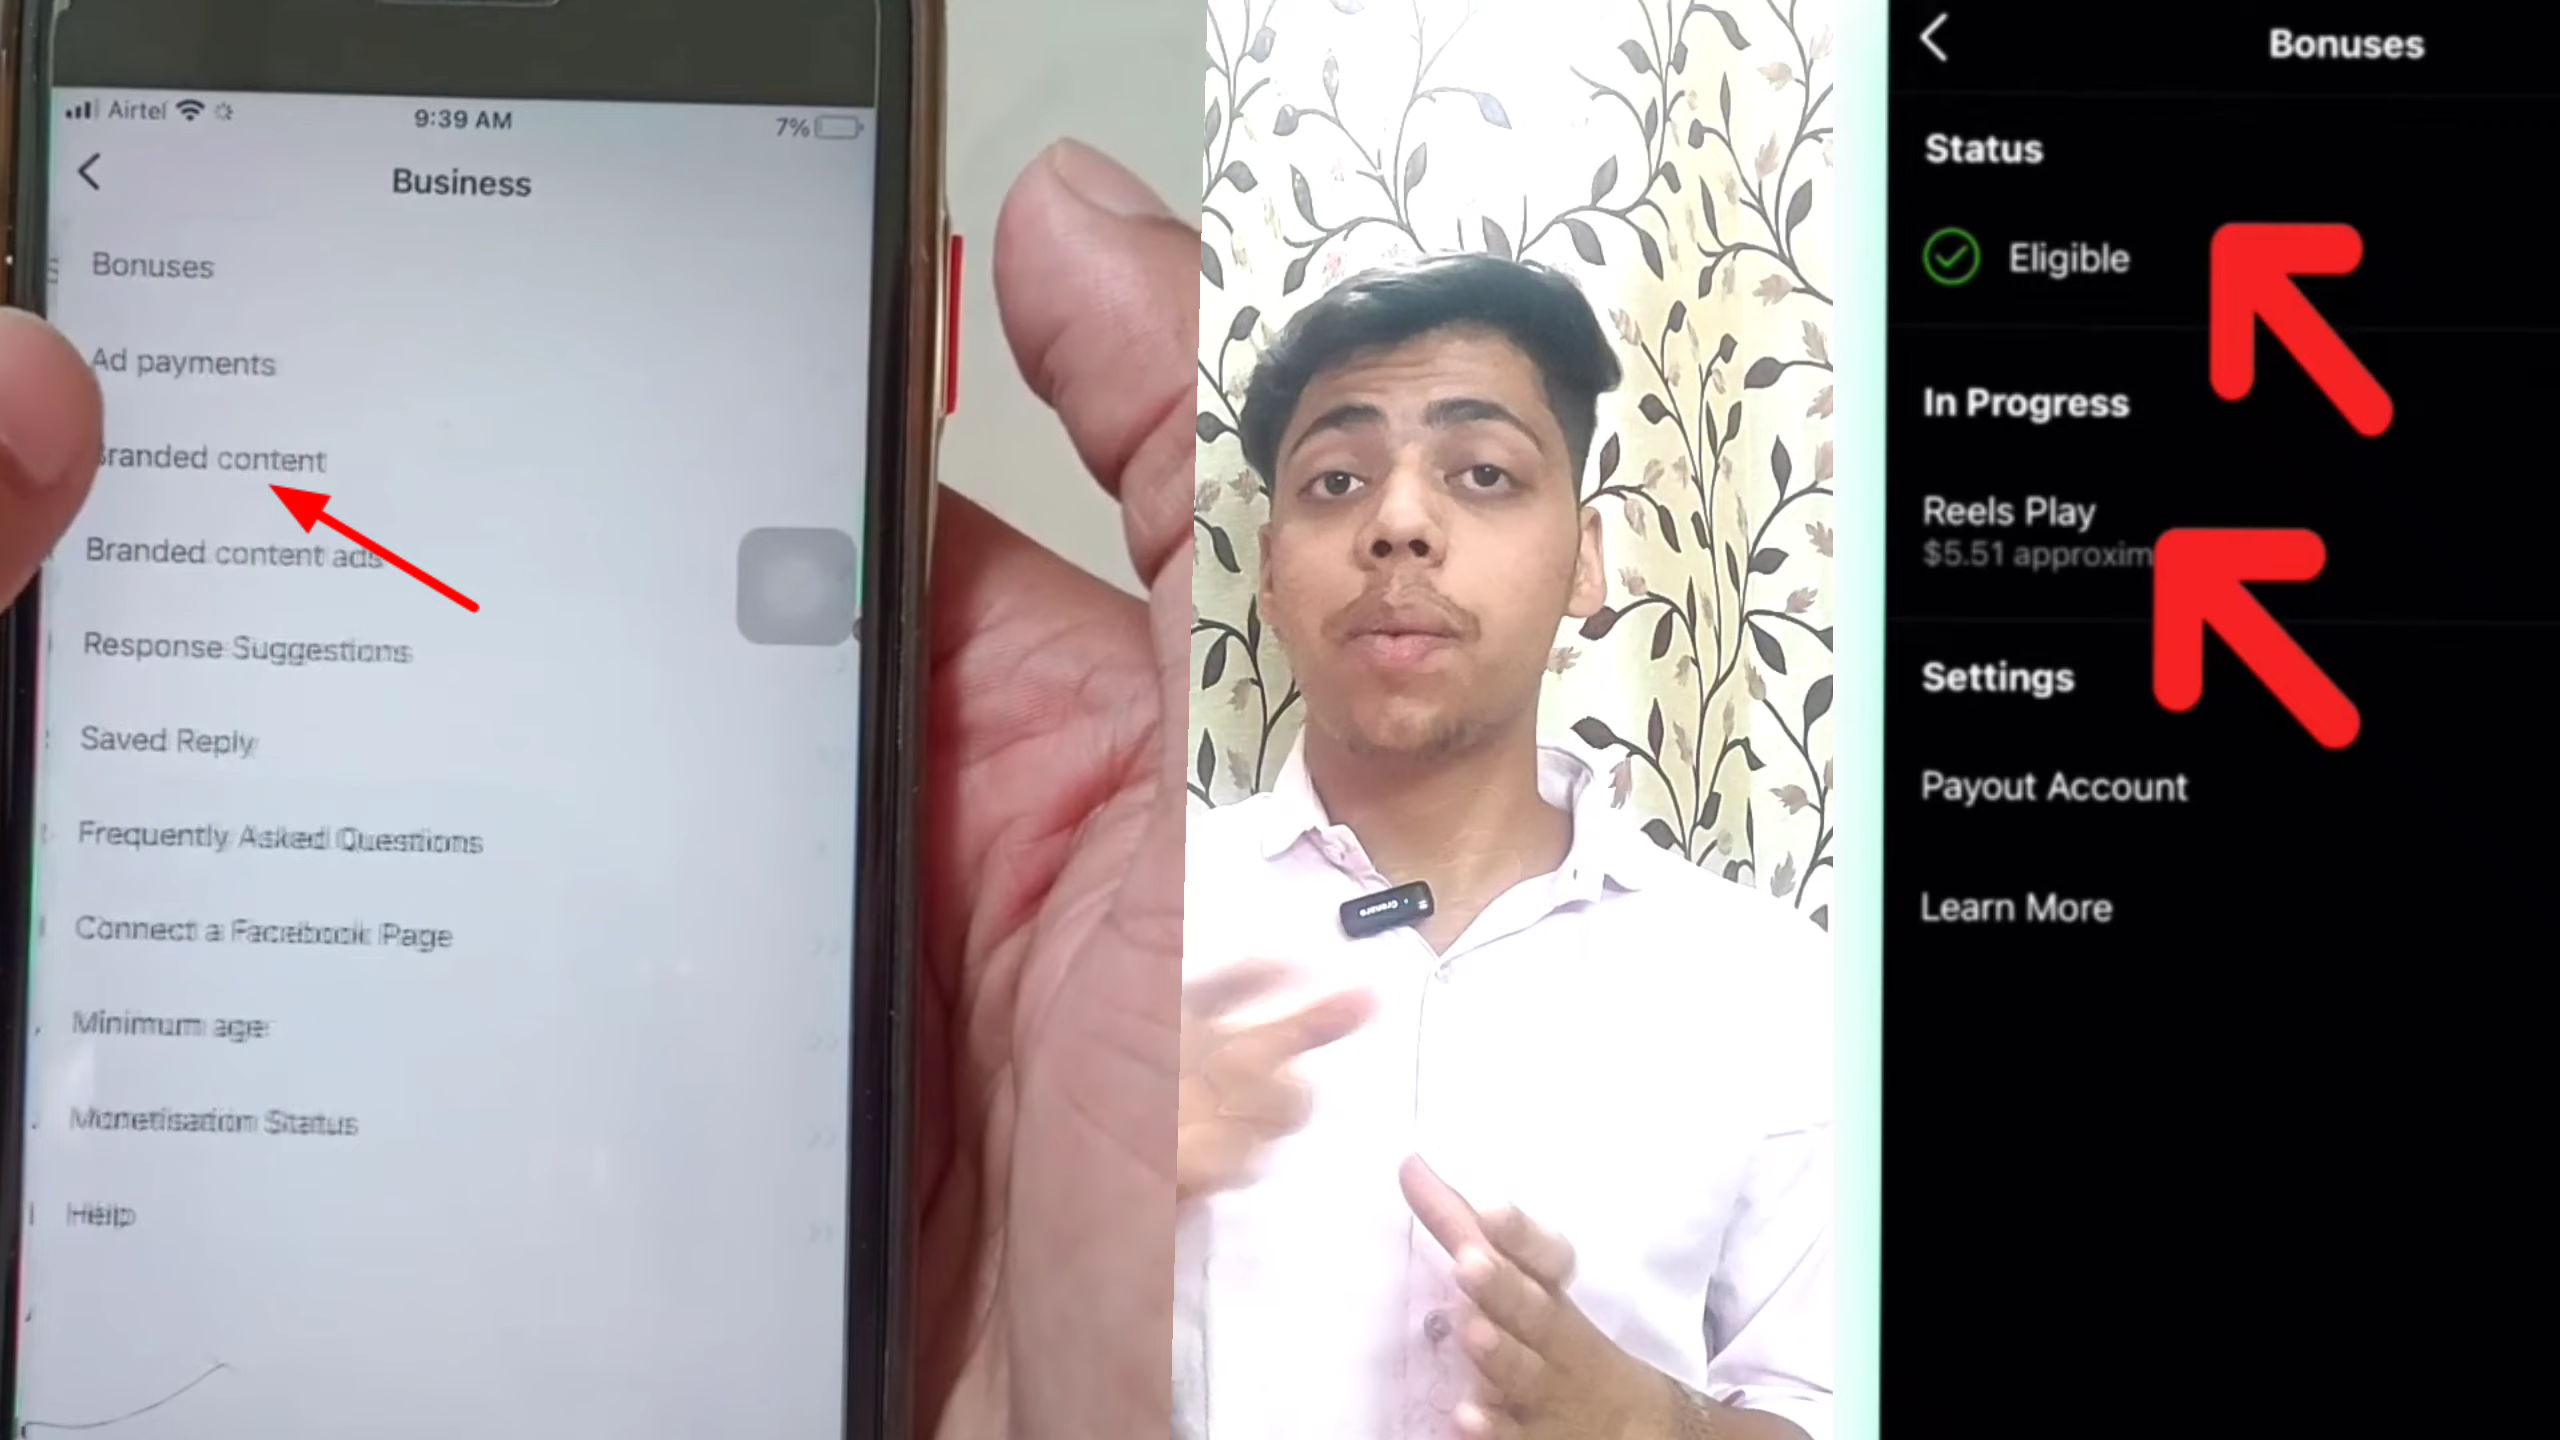 Airtel
9:39 AM
7%
Business
Bonuses
Ad payments
randed content
Branded content ads
Response Suggestions
Saved Reply
Frequently Asked Questions
Connect a Facebook Page
Minimum age
Monetisation Status
Help
Bonuses
Status
Eligible
In Progress
Reels Play
$5.51 approxim
Settings
Payout Account
Learn More